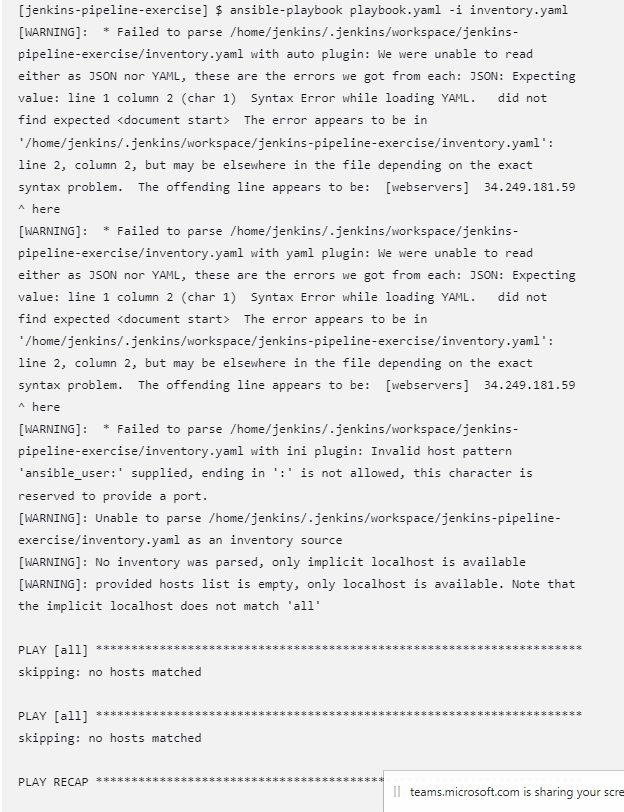 [jenkins-pipeline-exercise] $ ansible-playbook playbook.yaml -i inventory.yaml
[WARNING]:  * Failed to parse /home/jenkins/.jenkins/workspace/jenkins-
pipeline-exercise/inventory.yaml with auto plugin: We were unable to read
either as JSON nor YAML, these are the errors we got from each: JSON: Expecting
value: line 1 column 2 (char 1)  Syntax Error while loading YAML.   did not
find expected <document start>  The error appears to be in
'/home/jenkins/.jenkins/workspace/jenkins-pipeline-exercise/inventory.yaml':
line 2, column 2, but may be elsewhere in the file depending on the exact
syntax problem.  The offending line appears to be:  [webservers]  34.249.181.59
^ here
[WARNING]:  * Failed to parse /home/jenkins/.jenkins/workspace/jenkins-
pipeline-exercise/inventory.yaml with yaml plugin: We were unable to read
either as JSON nor YAML, these are the errors we got from each: JSON: Expecting
value: line 1 column 2 (char 1)  Syntax Error while loading YAML.   did not
find expected <document start>  The error appears to be in
'/home/jenkins/.jenkins/workspace/jenkins-pipeline-exercise/inventory.yaml':
line 2, column 2, but may be elsewhere in the file depending on the exact
syntax problem.  The offending line appears to be:  [webservers]  34.249.181.59
^ here
[WARNING]:  * Failed to parse /home/jenkins/.jenkins/workspace/jenkins-
pipeline-exercise/inventory.yaml with ini plugin: Invalid host pattern
'ansible_user:' supplied, ending in ':' is not allowed, this character is
reserved to provide a port.
[WARNING]: Unable to parse /home/jenkins/.jenkins/workspace/jenkins-pipeline-
exercise/inventory.yaml as an inventory source
[WARNING]: No inventory was parsed, only implicit localhost is available
[WARNING]: provided hosts list is empty, only localhost is available. Note that
the implicit localhost does not match 'all'
PLAY [all] *********************************************************************
skipping: no hosts matched
PLAY [all] *********************************************************************
skipping: no hosts matched
PLAY RECAP *****************************************
teams.microsoft.com is sharing your scre